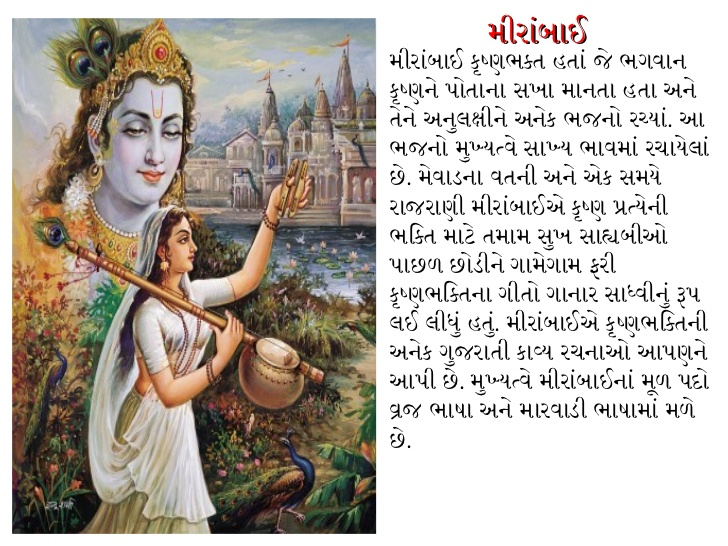 મીરાંબાઈ
મીરાંબાઈ કૃષ્ણભક્ત હતાં જે ભગવાન
કૃષ્ણને પોતાના સખા માનતા હતા અને
તેને અનુલક્ષીને અનેક ભજનો રચ્યાં. આ
ભજનો મુખ્યત્વે સાખ્ય ભાવમાં રચાયેલાં
છે. મેવાડના વતની અને એક સમયે
રાજરાણી મીરાંબાઈએ કૃષ્ણ પ્રત્યેની
ભકિત માટે તમામ સુખ સાહ્યબીઓ
પાછળ છોડીને ગામેગામ ફરી
કૃષ્ણભક્તિના ગીતો ગાનાર સાધ્વીનું રૂપ
લઈ લીધું હતું. મીરાંબાઈએ કૃષ્ણભકિતની
અનેક ગુજરાતી કાવ્ય રચનાઓ આપણને
આપી છે. મુખ્યત્વે મીરાંબાઈનાં મૂળ પદો
વ્રજ ભાષા અને મારવાડી ભાષામાં મળે
છે.